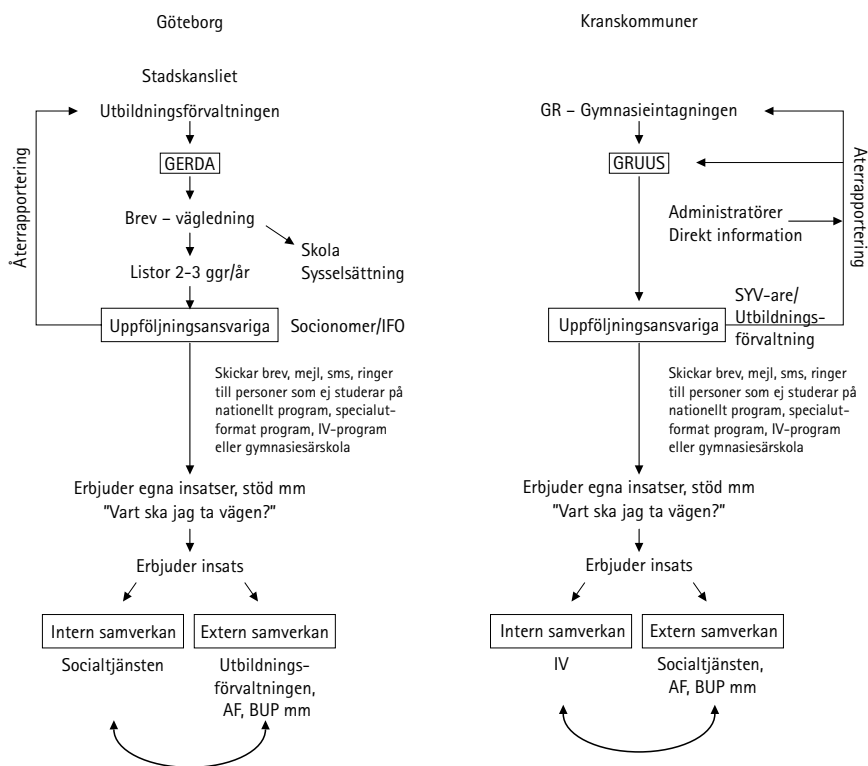 Göteborg
Stadskansliet
Utbildningsförvaltningen
GERDA
Återrapportering
Brev – vägledning
Skola
Sysselsättning
Listor 2-3 ggr/år
Uppföljningsansvariga
Socionomer/IFO
Skickar brev, mejl, sms, ringer
till personer som ej studerar på
nationellt program, specialut-
format program, IV-program
eller gymnasiesärskola
Erbjuder egna insatser, stöd mm
"Vart ska jag ta vägen?"
Erbjuder insats
Intern samverkan
Extern samverkan
Socialtjänsten
Utbildnings-
förvaltningen,
AF, BUP mm
Kranskommuner
GR – Gymnasieintagningen
GRUUS
Återrapportering
Administratörer
Direkt information
SYV-are/
Utbildnings-
förvaltning
Uppföljningsansvariga
Skickar brev, mejl, sms, ringer
till personer som ej studerar på
nationellt program, specialut-
format program, IV-program
eller gymnasiesärskola
Erbjuder egna insatser, stöd mm
"Vart ska jag ta vägen?"
Erbjuder insats
Intern samverkan
Extern samverkan
IV
Socialtjänsten,
AF, BUP mm